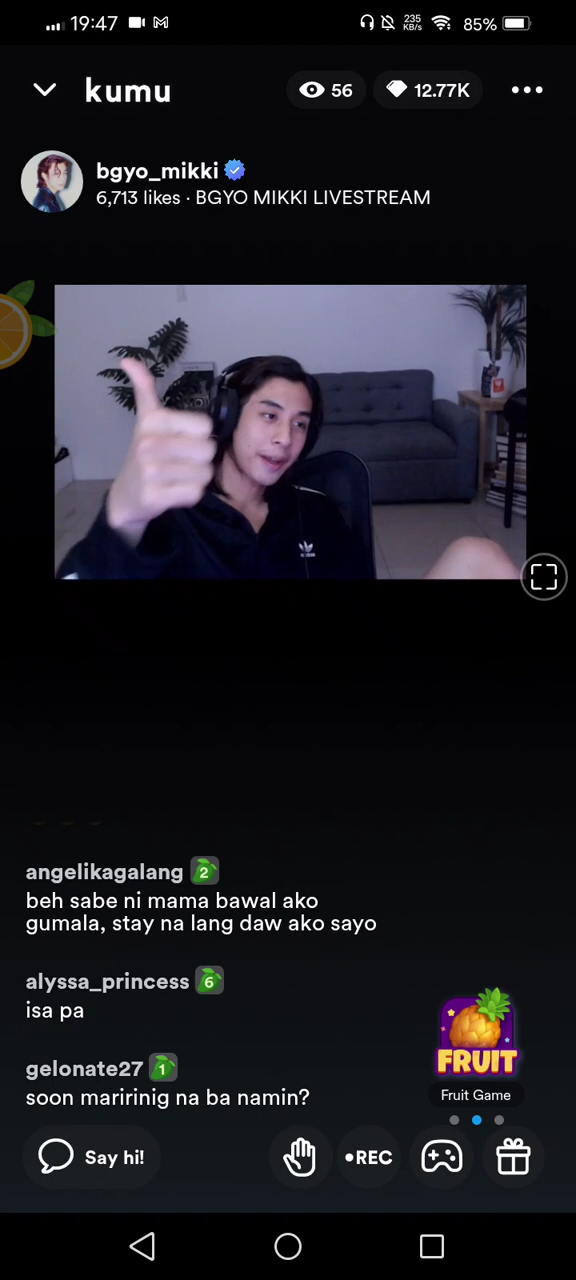 19:47
235
KB/s
85%
kumu
56
12.77K
bgyo_mikki
6,713 likes · BGYO MIKKI LIVESTREAM
angelikagalang 2
beh sabe ni mama bawal ako
gumala, stay na lang daw ako sayo
alyssa_princess 6
isa pa
gelonate27 1
soon maririnig na ba namin?
FRUIT
Fruit Game
Say hi!
•REC